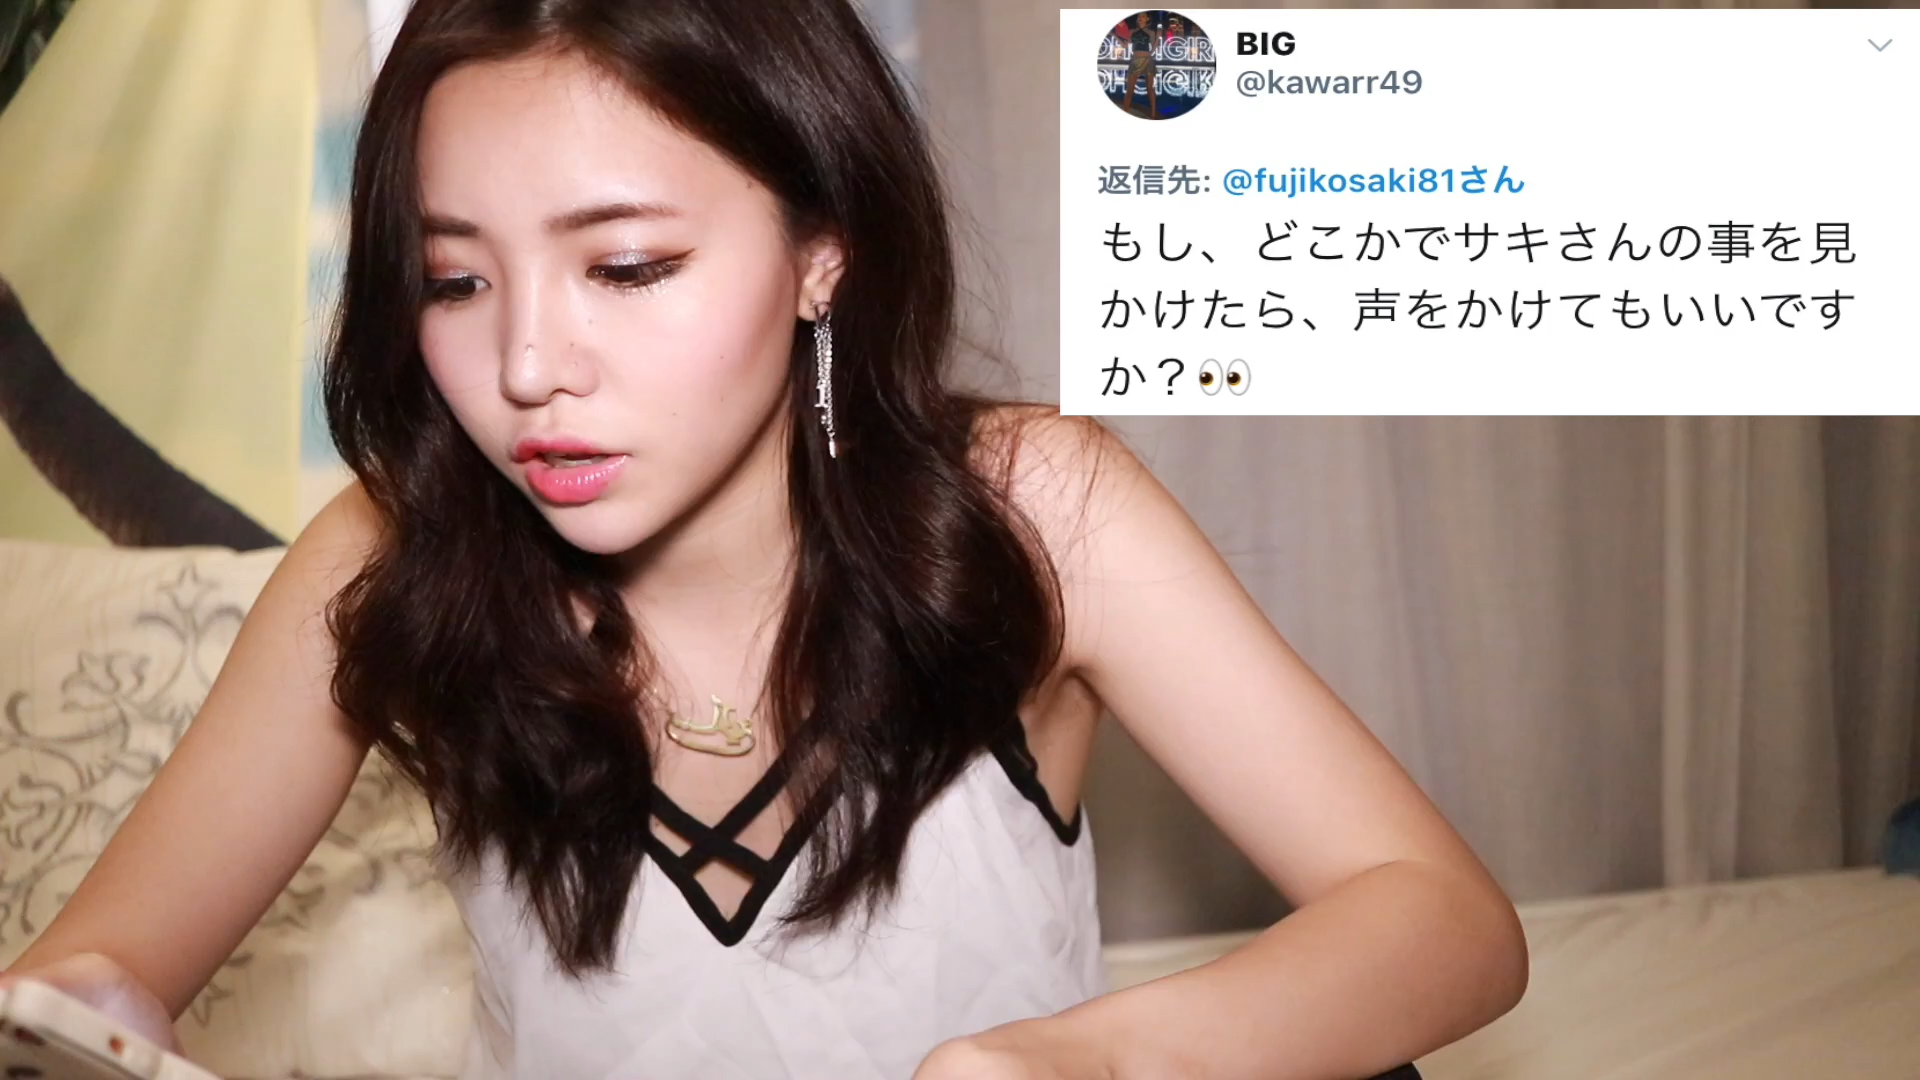 BIG
@kawarr49
返信先: @fujikosaki81さん
もし、どこかでサキさんの事を見
かけたら、声をかけてもいいです
か？👀